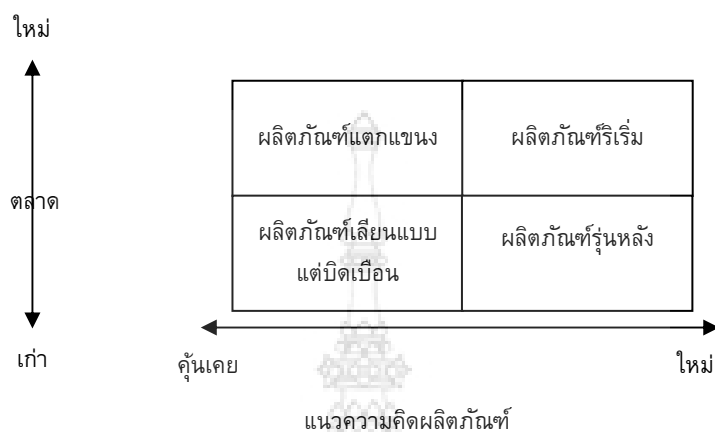 ใหม่
ผลิตภัณฑ์แตกแขนง
ผลิตภัณฑ์ริเริ่ม
ตลาด
ผลิตภัณฑ์เลียนแบบ
แต่บิดเบือน
ผลิตภัณฑ์รุ่นหลัง
เก่า
คุ้นเคย
ใหม่
แนวความคิดผลิตภัณฑ์